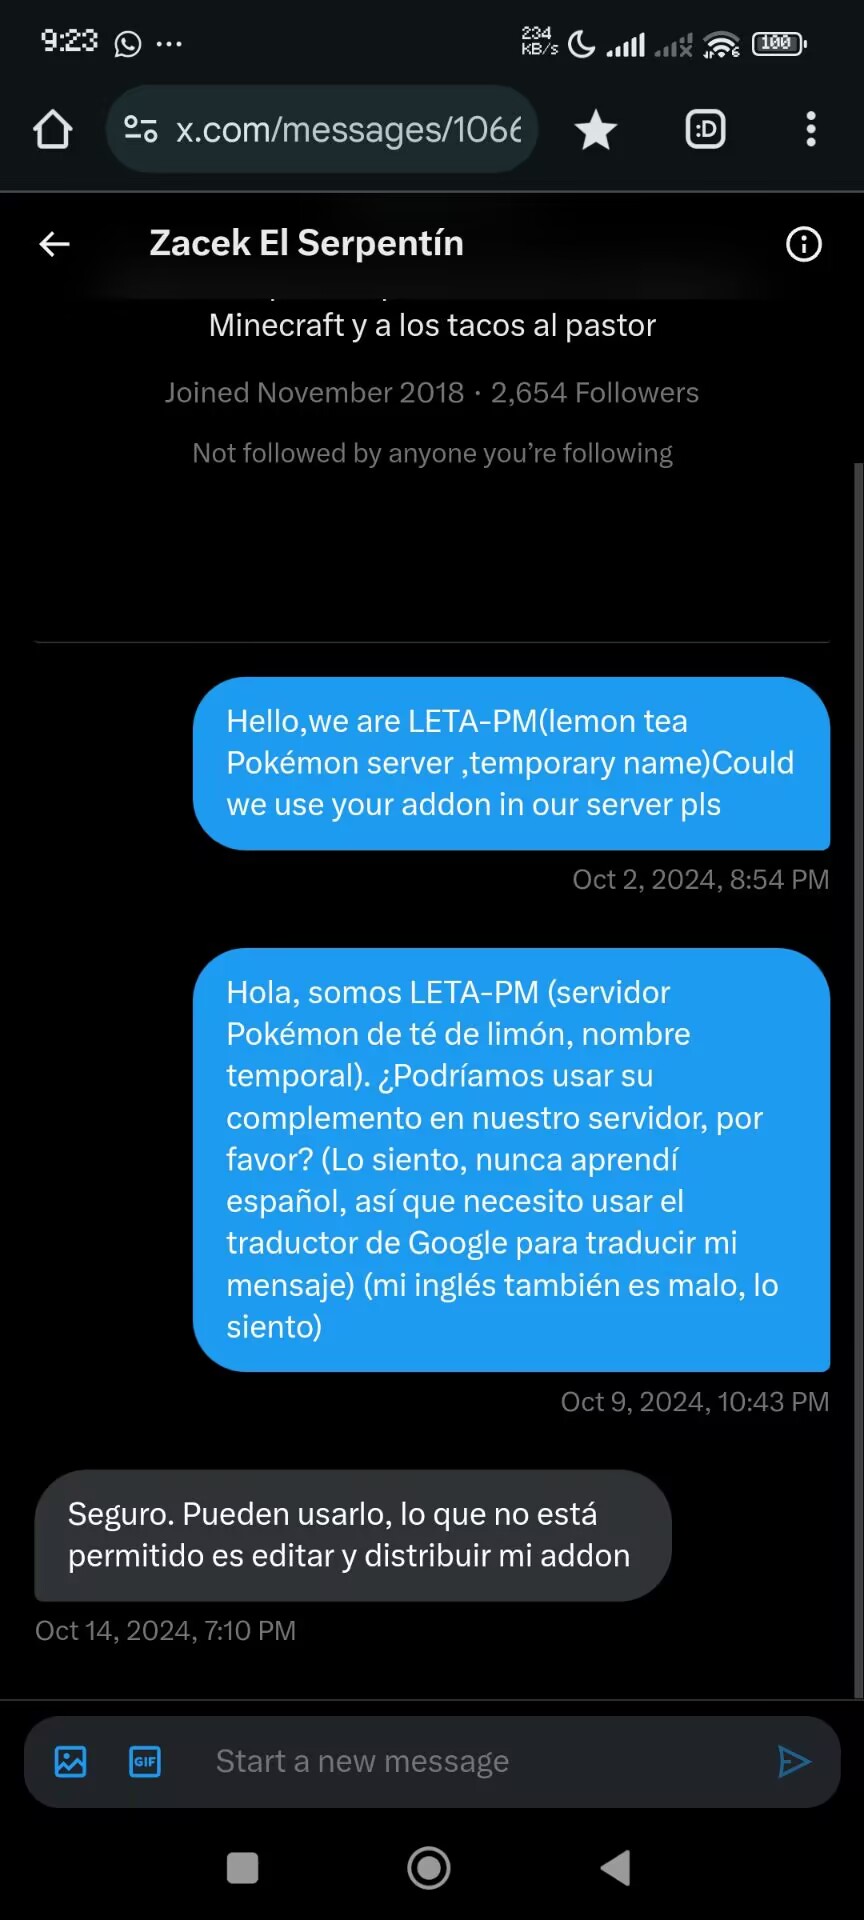 9:23
234
KB/s
6
100
x.com/messages/1066
:D
Zacek El Serpentín
Minecraft y a los tacos al pastor
Joined November 2018 · 2,654 Followers
Not followed by anyone you’re following
Hello,we are LETA-PM(lemon tea
Pokémon server ,temporary name)Could
we use your addon in our server pls
Oct 2, 2024, 8:54 PM
Hola, somos LETA-PM (servidor
Pokémon de té de limón, nombre
temporal). ¿Podríamos usar su
complemento en nuestro servidor, por
favor? (Lo siento, nunca aprendí
español, así que necesito usar el
traductor de Google para traducir mi
mensaje) (mi inglés también es malo, lo
siento)
Oct 9, 2024, 10:43 PM
Seguro. Pueden usarlo, lo que no está
permitido es editar y distribuir mi addon
Oct 14, 2024, 7:10 PM
GIF
Start a new message